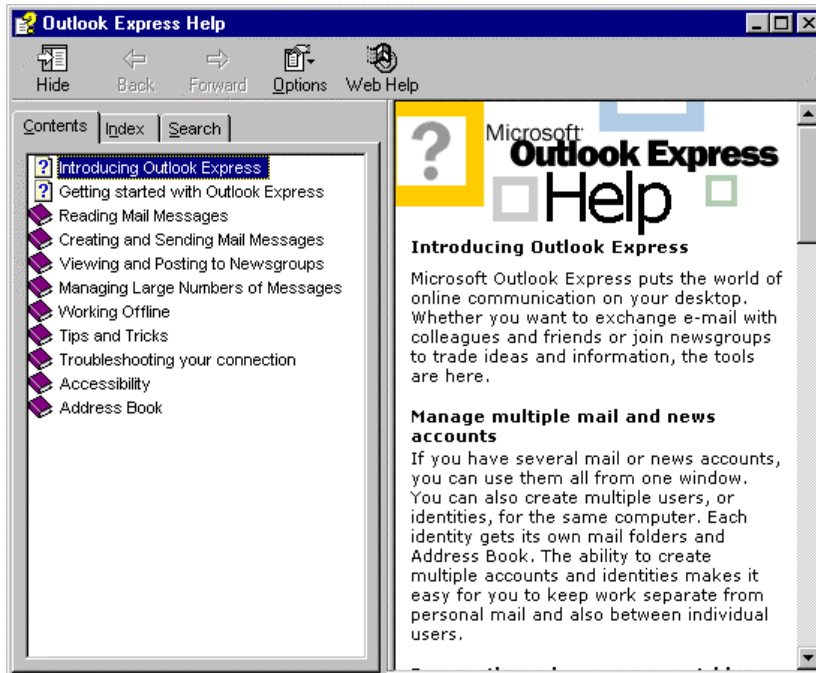 Outlook Express Help
Hide Back Forward Options Web Help
Contents Index Search
Introducing Outlook Express
Getting started with Outlook Express
Reading Mail Messages
Creating and Sending Mail Messages
Viewing and Posting to Newsgroups
Managing Large Numbers of Messages
Working Offline
Tips and Tricks
Troubleshooting your connection
Accessibility
Address Book
Microsoft
Outlook Express
Help
Introducing Outlook Express
Microsoft Outlook Express puts the world of
online communication on your desktop.
Whether you want to exchange e-mail with
colleagues and friends or join newsgroups
to trade ideas and information, the tools
are here.
Manage multiple mail and news
accounts
If you have several mail or news accounts,
you can use them all from one window.
You can also create multiple users, or
identities, for the same computer. Each
identity gets its own mail folders and
Address Book. The ability to create
multiple accounts and identities makes it
easy for you to keep work separate from
personal mail and also between individual
users.